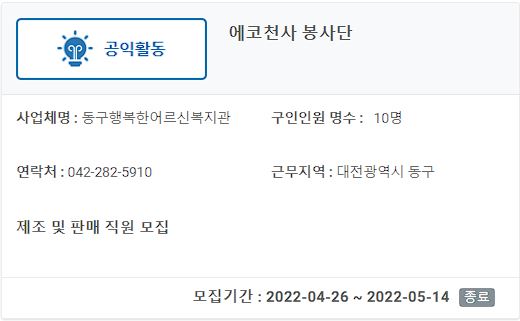 공익활동
에코천사 봉사단
사업체명 : 동구행복한어르신복지관
구인인원 명수 : 10명
연락처 : 042-282-5910
근무지역 : 대전광역시 동구
제조 및 판매 직원 모집
모집기간 : 2022-04-26 ~ 2022-05-14 종료